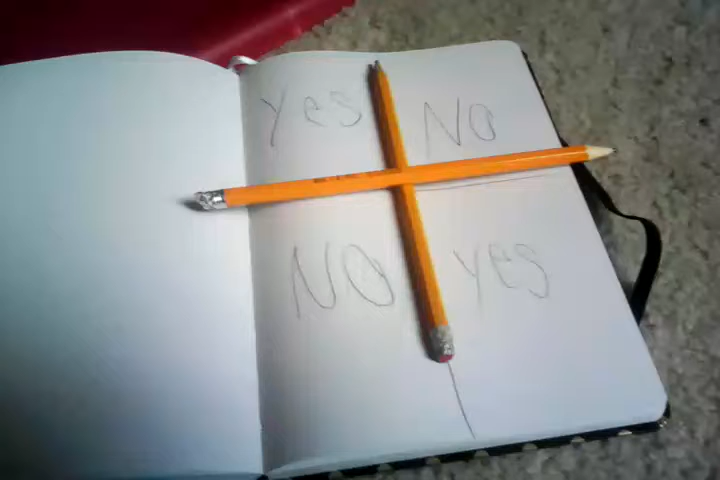 Yes NO
NO yes